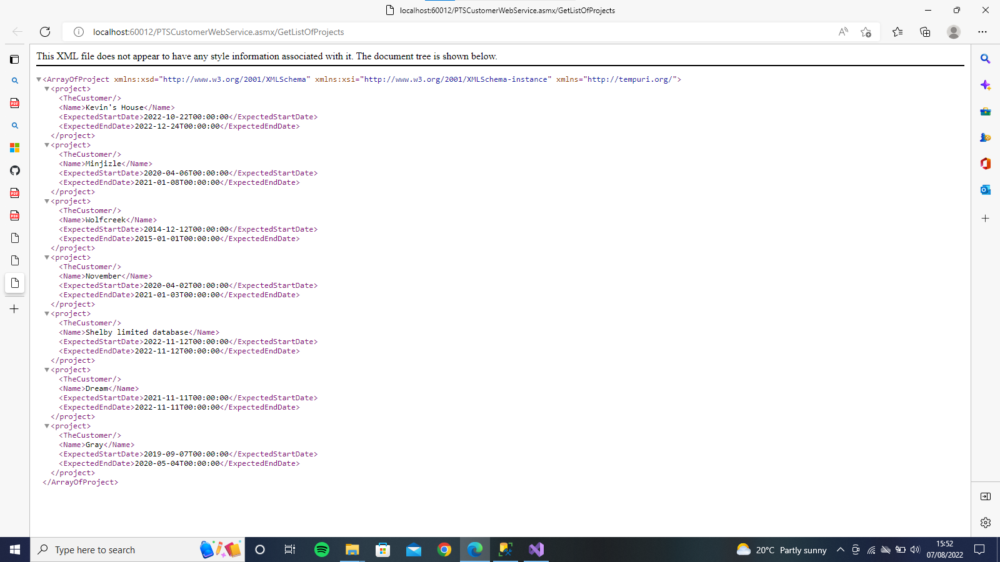 localhost:60012/PTSCustomerWebService.asmx/GetListOfProjects
localhost:60012/PTSCustomerWebService.asmx/GetListOfProjects
This XML file does not appear to have any style information associated with it. The document tree is shown below.
<ArrayOfProject xmlns:xsd="http://www.w3.org/2001/XMLSchema" xmlns:xsi="http://www.w3.org/2001/XMLSchema-instance" xmlns="http://tempuri.org/">
<project>
<TheCustomer/>
<Name>Kevin's House</Name>
<ExpectedStartDate>2022-10-22T00:00:00</ExpectedStartDate>
<ExpectedEndDate>2022-12-24T00:00:00</ExpectedEndDate>
</project>
<project>
<TheCustomer/>
<Name>Minjizle</Name>
<ExpectedStartDate>2020-04-06T00:00:00</ExpectedStartDate>
<ExpectedEndDate>2021-01-08T00:00:00</ExpectedEndDate>
</project>
<project>
<TheCustomer/>
<Name>Wolfcreek</Name>
<ExpectedStartDate>2014-12-12T00:00:00</ExpectedStartDate>
<ExpectedEndDate>2015-01-01T00:00:00</ExpectedEndDate>
</project>
<project>
<TheCustomer/>
<Name>November</Name>
<ExpectedStartDate>2020-04-02T00:00:00</ExpectedStartDate>
<ExpectedEndDate>2021-01-03T00:00:00</ExpectedEndDate>
</project>
<project>
<TheCustomer/>
<Name>Shelby limited database</Name>
<ExpectedStartDate>2022-11-12T00:00:00</ExpectedStartDate>
<ExpectedEndDate>2022-11-12T00:00:00</ExpectedEndDate>
</project>
<project>
<TheCustomer/>
<Name>Dream</Name>
<ExpectedStartDate>2021-11-11T00:00:00</ExpectedStartDate>
<ExpectedEndDate>2022-11-11T00:00:00</ExpectedEndDate>
</project>
<project>
<TheCustomer/>
<Name>Gray</Name>
<ExpectedStartDate>2019-09-07T00:00:00</ExpectedStartDate>
<ExpectedEndDate>2020-05-04T00:00:00</ExpectedEndDate>
</project>
</ArrayOfProject>
Type here to search
20°C Partly sunny
15:52
07/08/2022